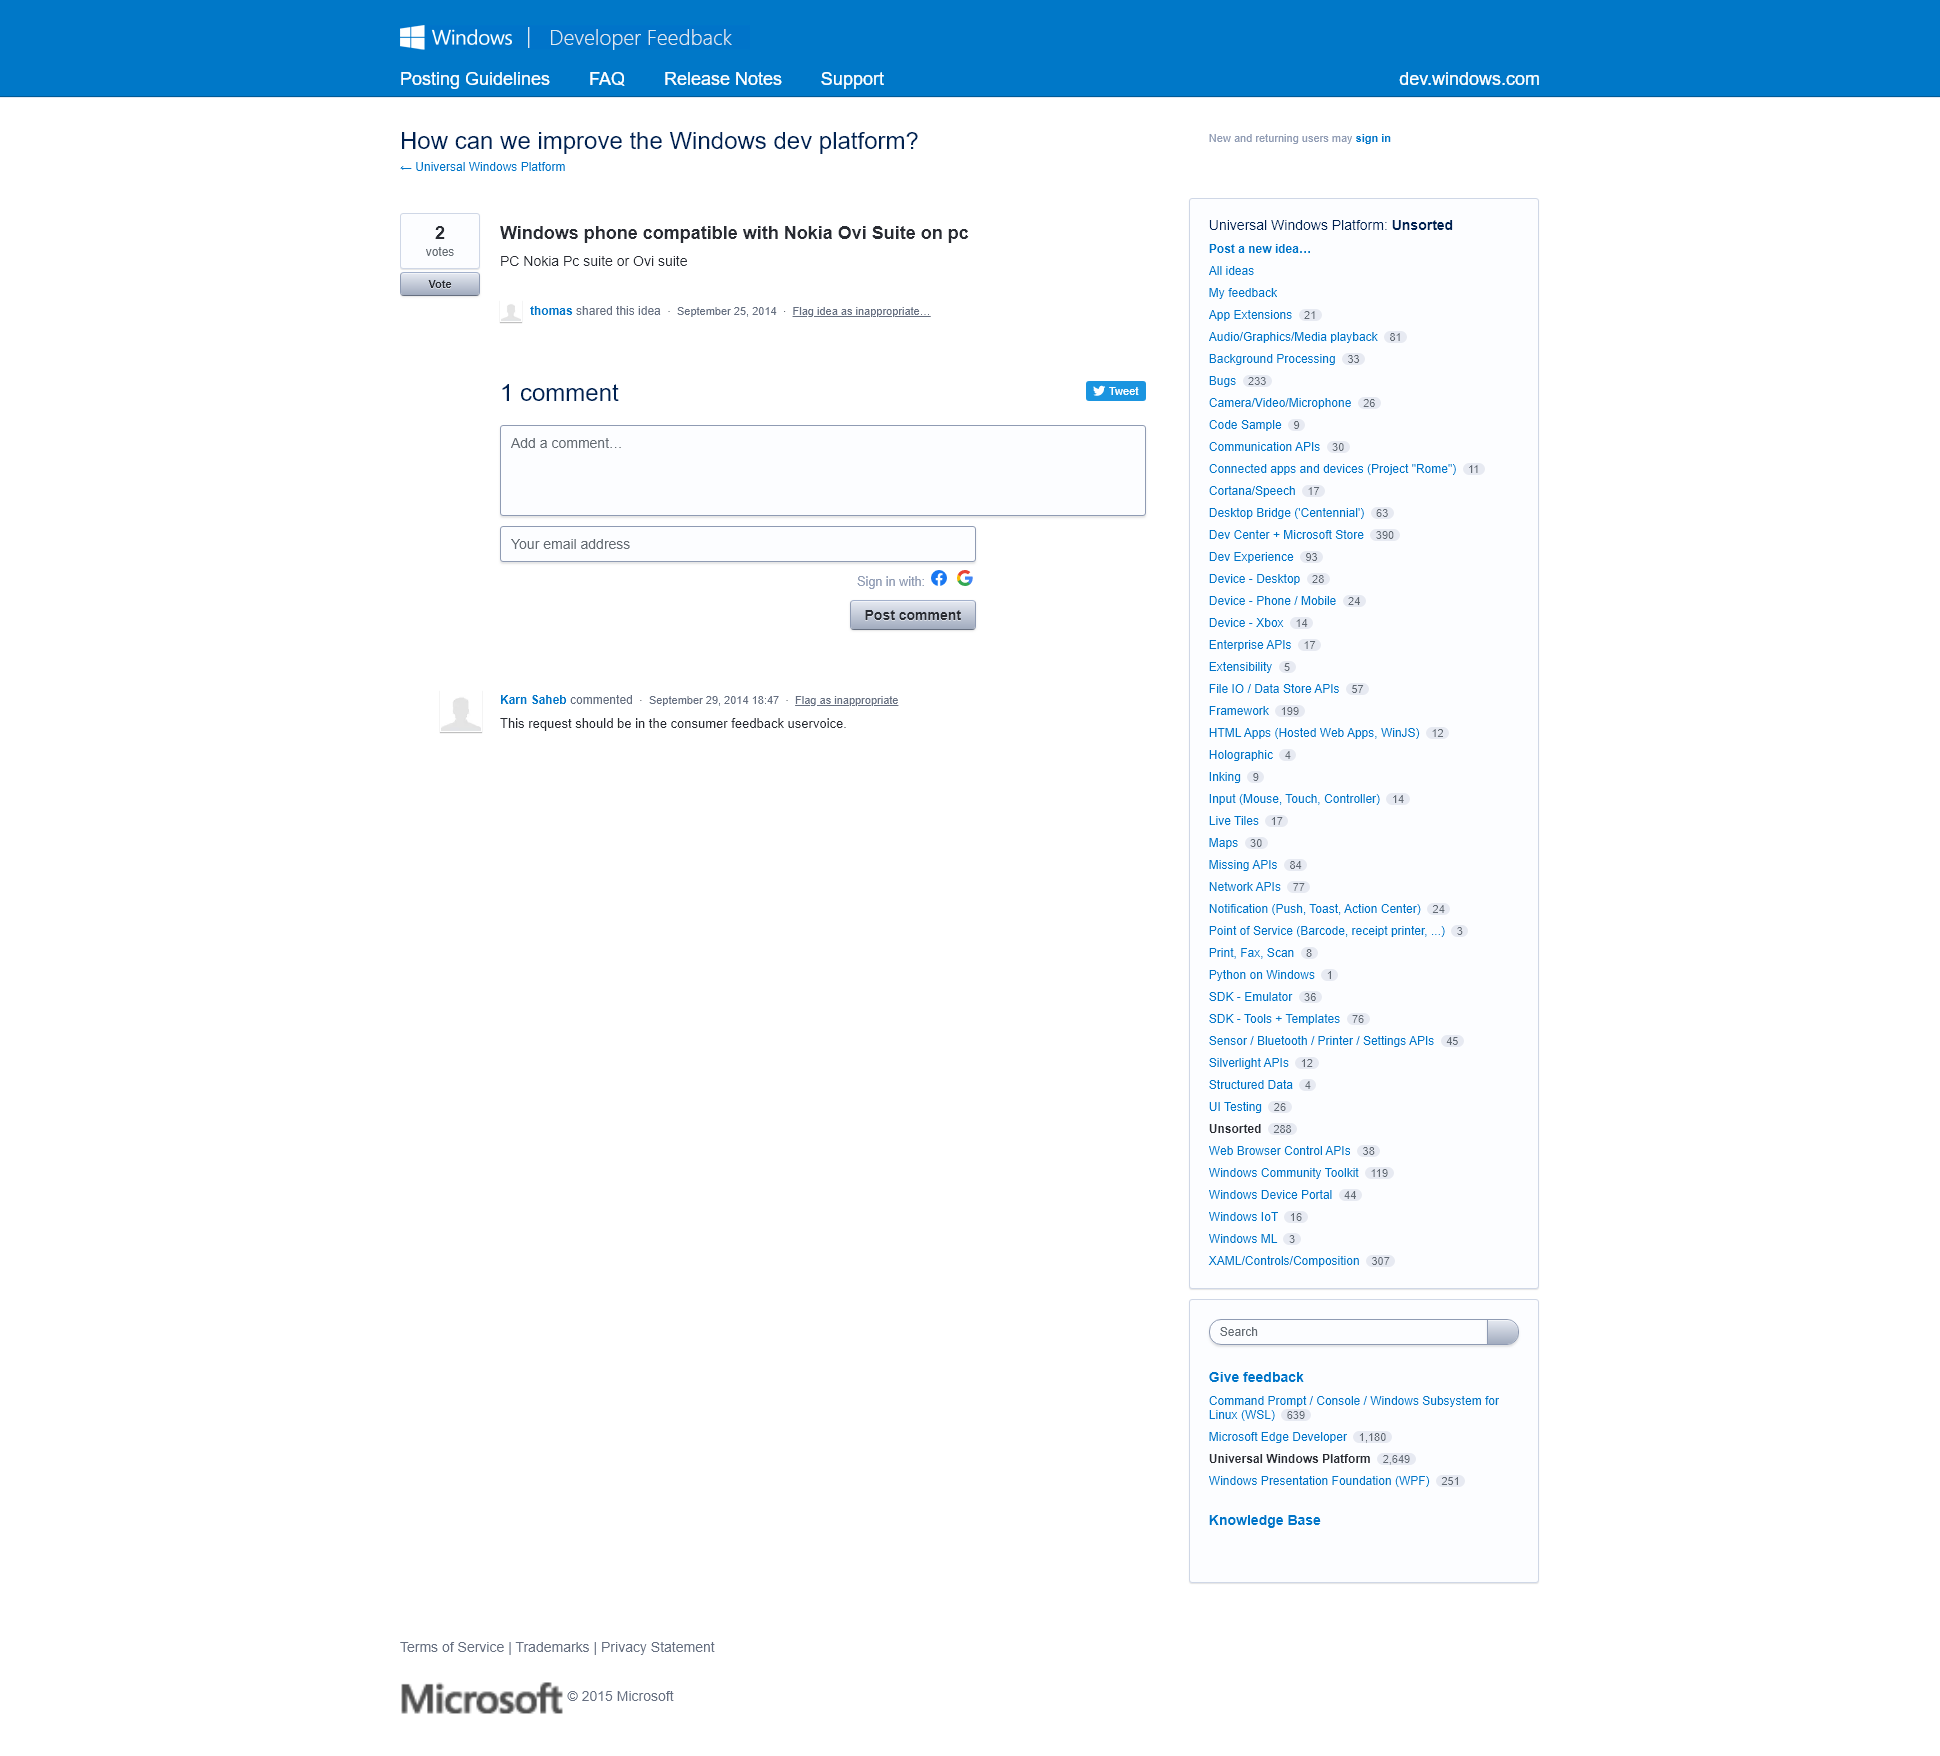 Windows | Developer Feedback
Posting Guidelines FAQ Release Notes Support dev.windows.com
How can we improve the Windows dev platform?
← Universal Windows Platform
New and returning users may sign in
2
votes
Vote
Windows phone compatible with Nokia Ovi Suite on pc
PC Nokia Pc suite or Ovi suite
thomas shared this idea · September 25, 2014 · Flag idea as inappropriate…
1 comment
Tweet
Add a comment…
Your email address
Sign in with:
Post comment
Karn Saheb commented · September 29, 2014 18:47 · Flag as inappropriate
This request should be in the consumer feedback uservoice.
Universal Windows Platform: Unsorted
Post a new idea…
All ideas
My feedback
App Extensions 21
Audio/Graphics/Media playback 81
Background Processing 33
Bugs 233
Camera/Video/Microphone 26
Code Sample 9
Communication APIs 30
Connected apps and devices (Project "Rome") 11
Cortana/Speech 17
Desktop Bridge ('Centennial') 63
Dev Center + Microsoft Store 390
Dev Experience 93
Device - Desktop 28
Device - Phone / Mobile 24
Device - Xbox 14
Enterprise APIs 17
Extensibility 5
File IO / Data Store APIs 57
Framework 199
HTML Apps (Hosted Web Apps, WinJS) 12
Holographic 4
Inking 9
Input (Mouse, Touch, Controller) 14
Live Tiles 17
Maps 30
Missing APIs 84
Network APIs 77
Notification (Push, Toast, Action Center) 24
Point of Service (Barcode, receipt printer, ...) 3
Print, Fax, Scan 8
Python on Windows 1
SDK - Emulator 36
SDK - Tools + Templates 76
Sensor / Bluetooth / Printer / Settings APIs 45
Silverlight APIs 12
Structured Data 4
UI Testing 26
Unsorted 288
Web Browser Control APIs 38
Windows Community Toolkit 119
Windows Device Portal 44
Windows IoT 16
Windows ML 3
XAML/Controls/Composition 307
Search
Give feedback
Command Prompt / Console / Windows Subsystem for
Linux (WSL) 639
Microsoft Edge Developer 1,180
Universal Windows Platform 2,649
Windows Presentation Foundation (WPF) 251
Knowledge Base
Terms of Service | Trademarks | Privacy Statement
Microsoft © 2015 Microsoft